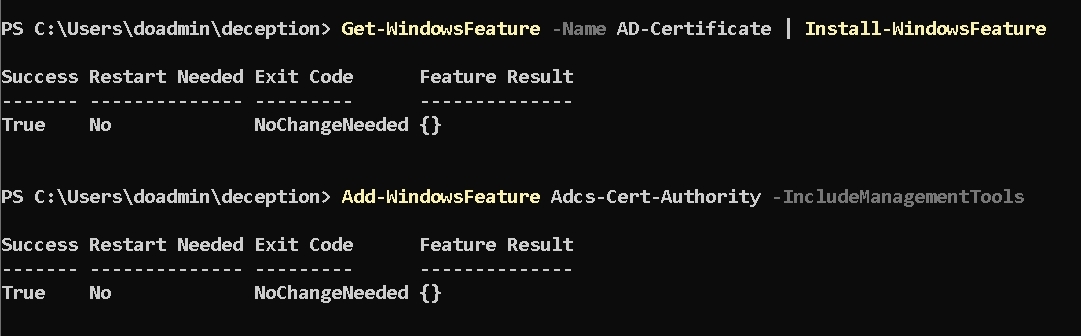 PS C:\Users\doadmin\deception> Get-WindowsFeature -Name AD-Certificate | Install-WindowsFeature
Success Restart Needed Exit Code      Feature Result
------- -------------- ---------      --------------
True    No             NoChangeNeeded {}
PS C:\Users\doadmin\deception> Add-WindowsFeature Adcs-Cert-Authority -IncludeManagementTools
Success Restart Needed Exit Code      Feature Result
------- -------------- ---------      --------------
True    No             NoChangeNeeded {}